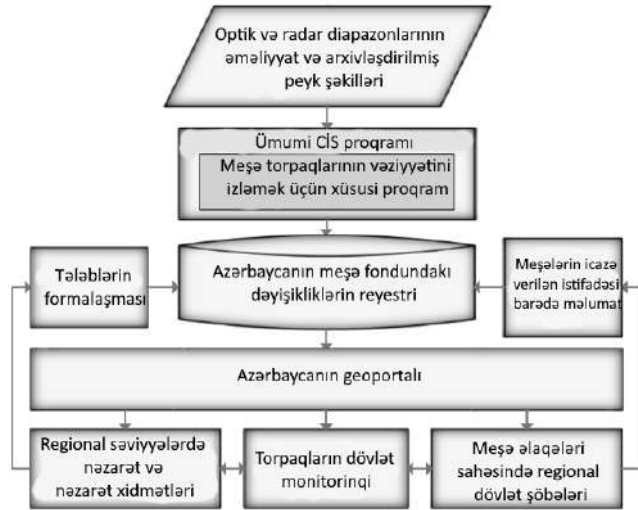 Optik və radar diapazonlarının
əməliyyat və arxivləşdirilmiş
peyk şəkilləri
Ümumi CİS proqramı
Meşə torpaqlarının vəziyyətini
izləmək üçün xüsusi proqram
Tələblərin
formalaşması
Azərbaycanın meşə fondundakı
dəyişikliklərin reyestri
Meşələrin icazə
verilən istifadəsi
barədə məlumat
Azərbaycanın geoportalı
Regional səviyyələrdə
nəzarət və
nəzarət xidmətləri
Torpaqların dövlət
monitorinqi
Meşə əlaqələri
sahəsində regional
dövlət şöbələri